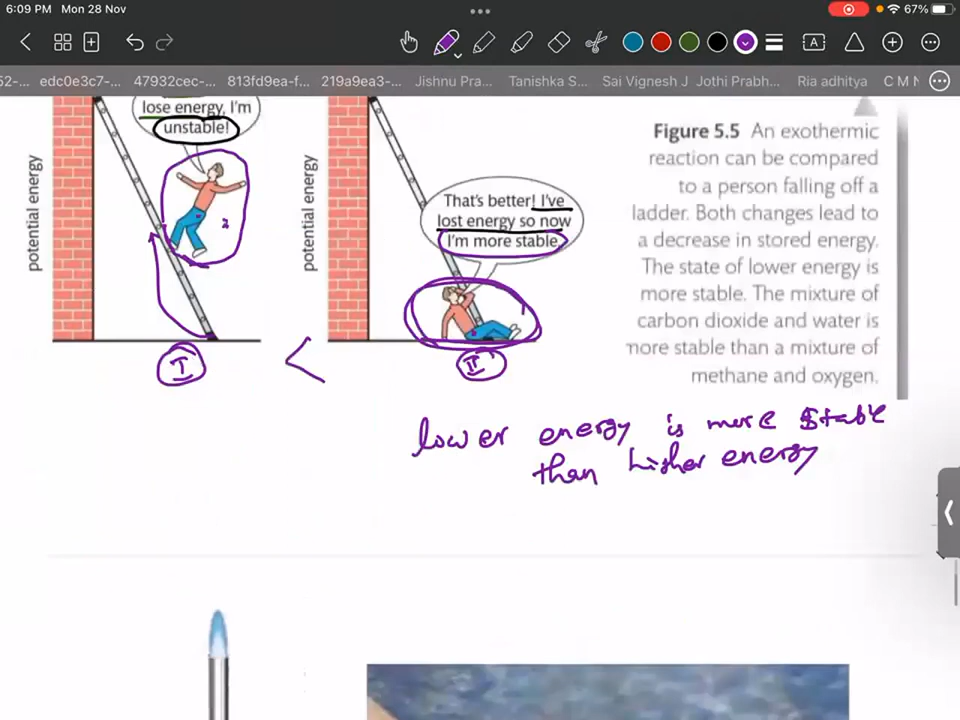 6:09 PM Mon 28 Nov
67%
A
52-... edc0e3c7-... 47932cec-... 813fd9ea-f... 219a9ea3-... Jishnu Pra... Tanishka S... Sai Vignesh J Jothi Prabh... Ria adhitya C M N
potential energy
lose energy, I'm
unstable!
2
I
<
potential energy
That's better! I've
lost energy so now
I'm more stable.
1
II
Figure 5.5 An exothermic
reaction can be compared
to a person falling off a
ladder. Both changes lead to
a decrease in stored energy.
The state of lower energy is
more stable. The mixture of
carbon dioxide and water is
more stable than a mixture of
methane and oxygen.
lower energy is more stable
than higher energy